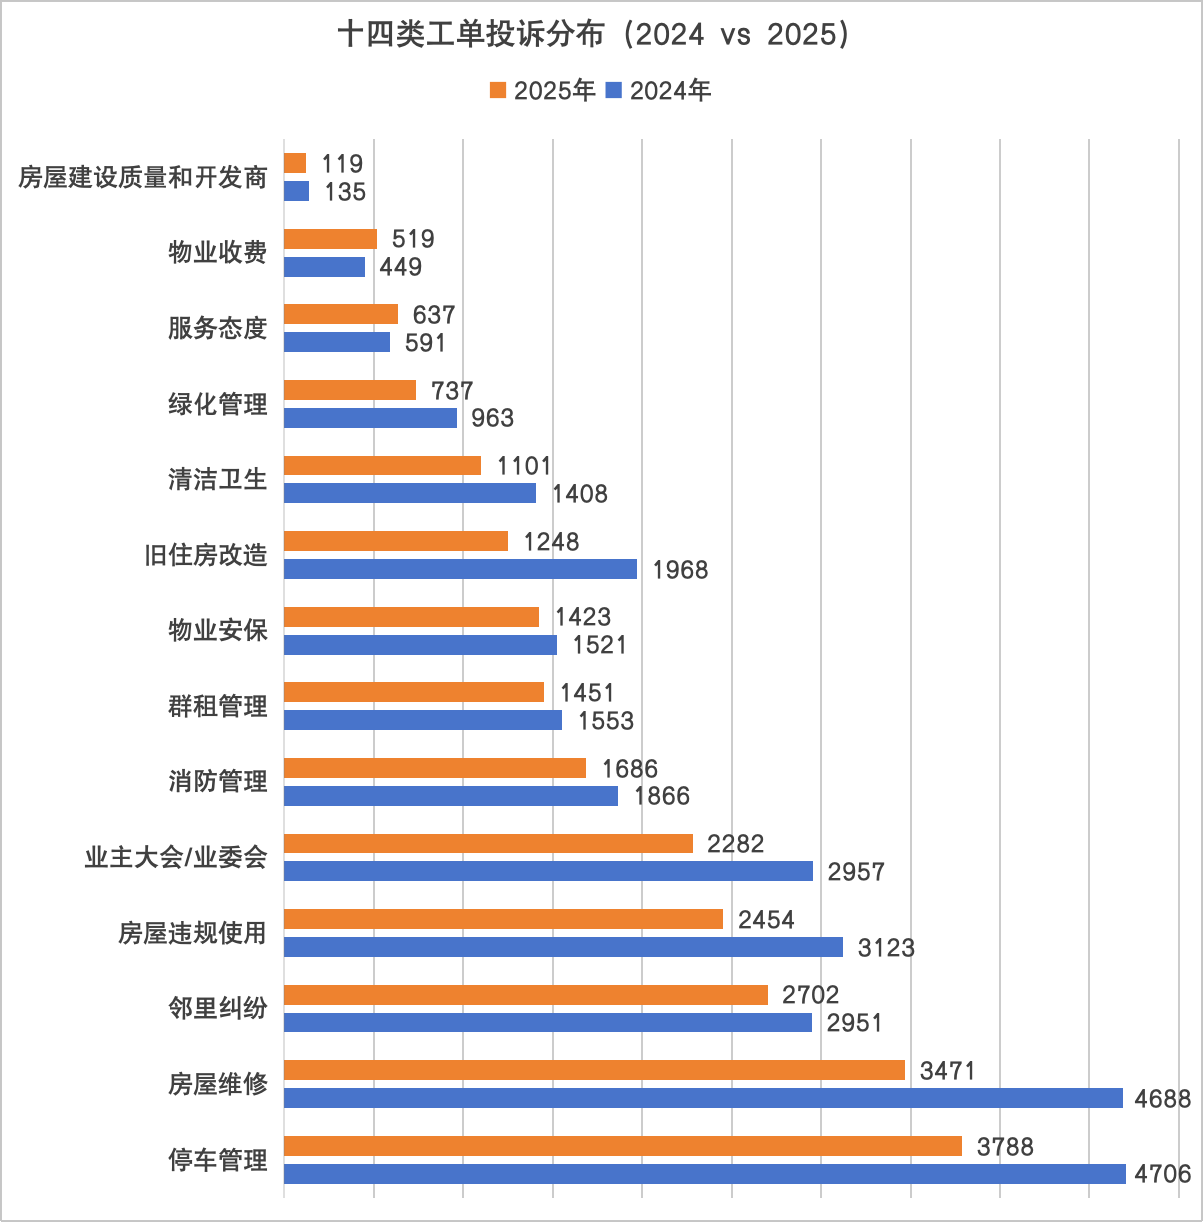 十四类工单投诉分布（2024 vs 2025）
2025年 2024年
房屋建设质量和开发商 119
135
物业收费 519
449
服务态度 637
591
绿化管理 737
963
清洁卫生 1101
1408
旧住房改造 1248
1968
物业安保 1423
1521
群租管理 1451
1553
消防管理 1686
1866
业主大会/业委会 2282
2957
房屋违规使用 2454
3123
邻里纠纷 2702
2951
房屋维修 3471
4688
停车管理 3788
4706